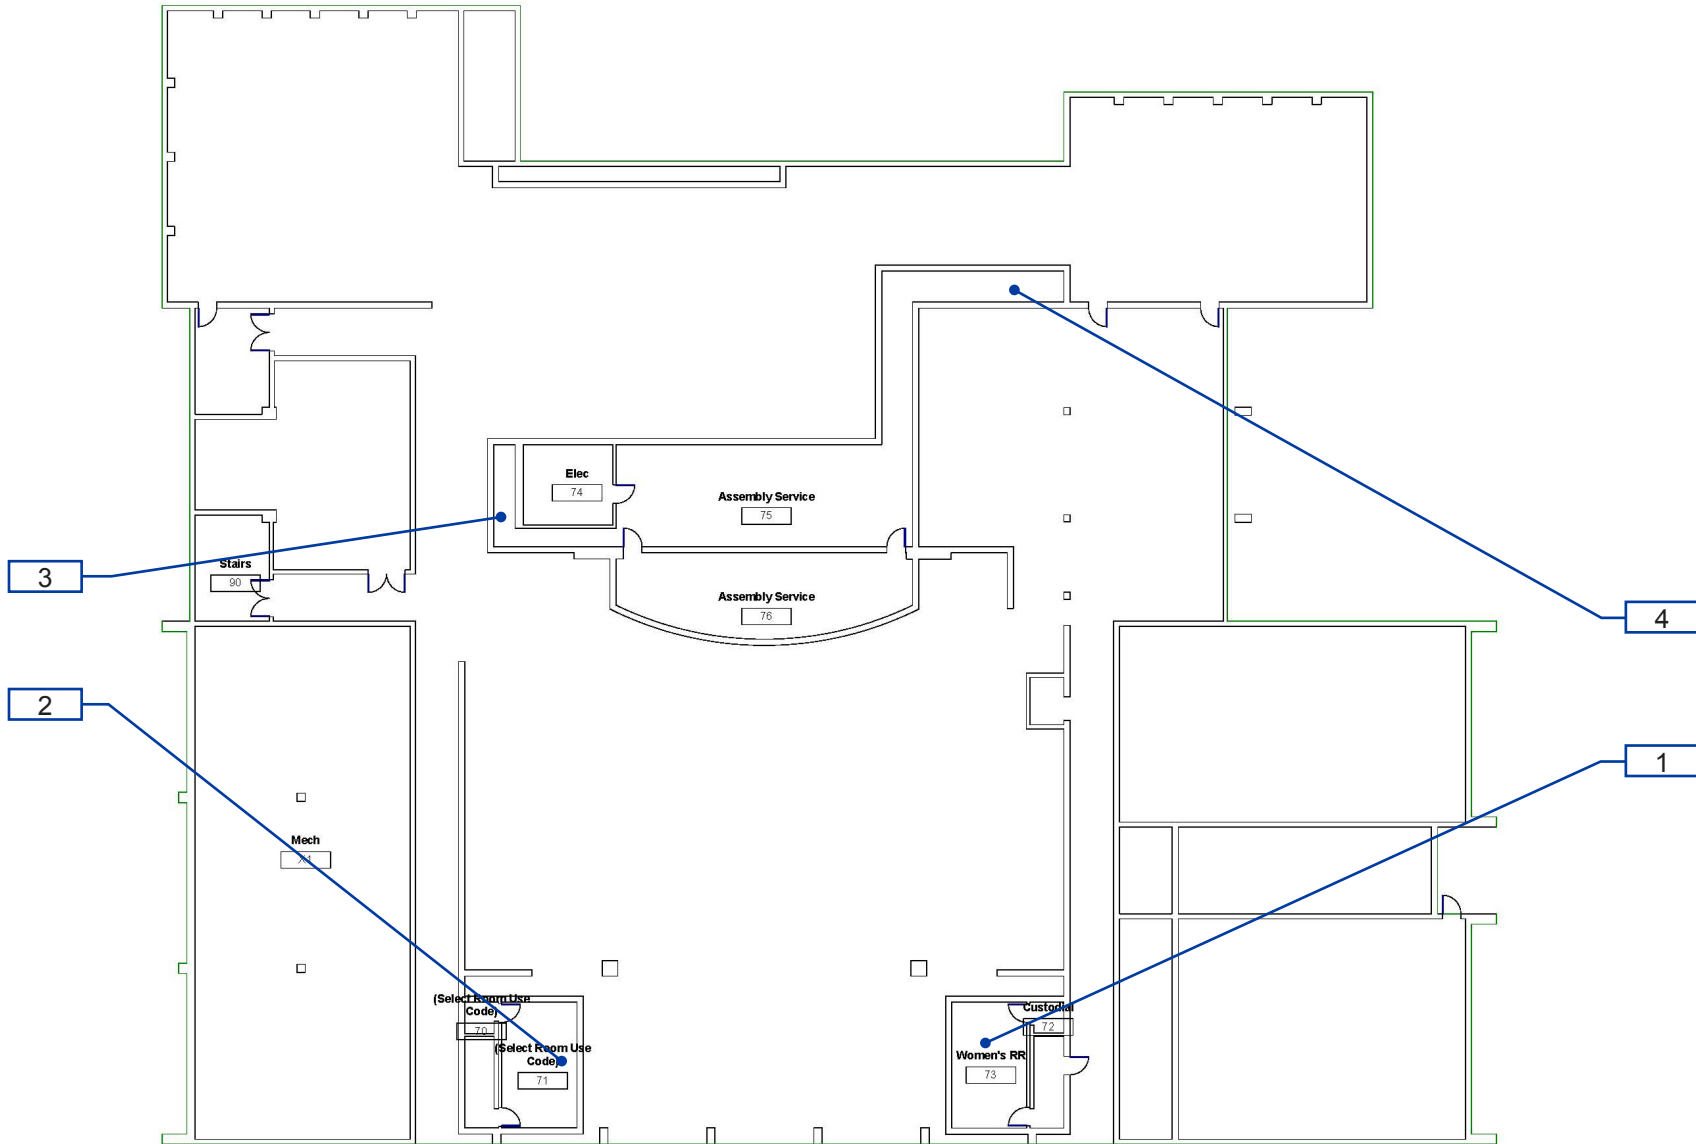 Elec
74
Assembly Service
75
3
Stairs
90
Assembly Service
76
4
2
1
Mech
X1
(Select Room Use
Code)
70
(Select Room Use
Code)
71
Custodial
72
Women's RR
73